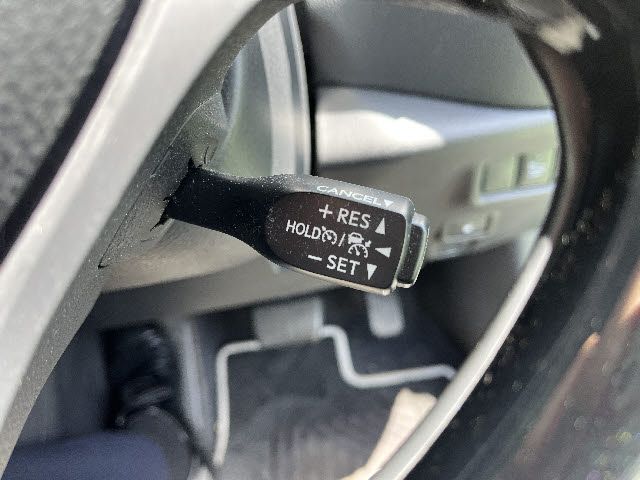 CANCEL▼
+ RES ▲
HOLD / ◀
− SET ▼